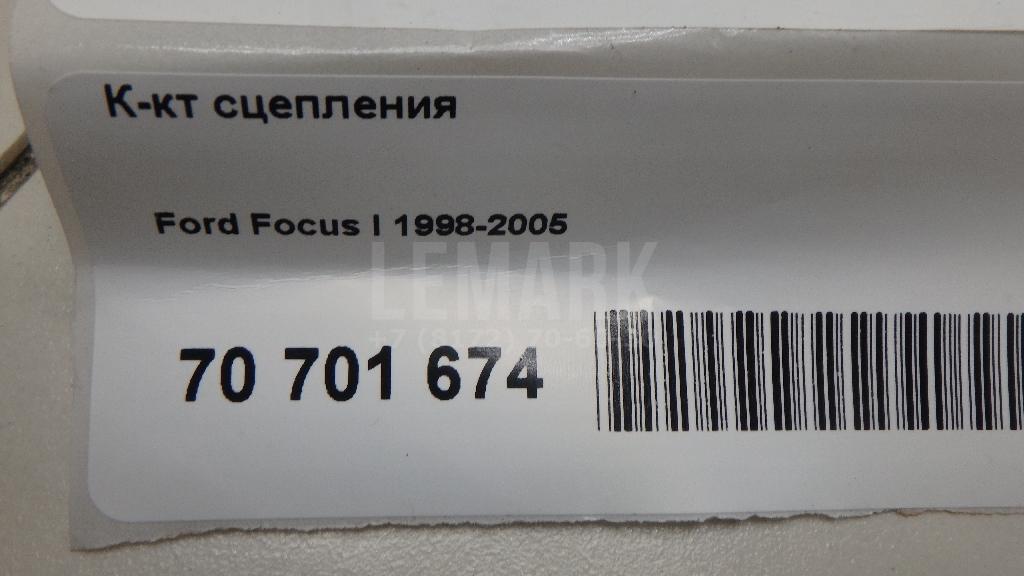 К-кт сцепления
Ford Focus I 1998-2005
LEMARK
70 701 674